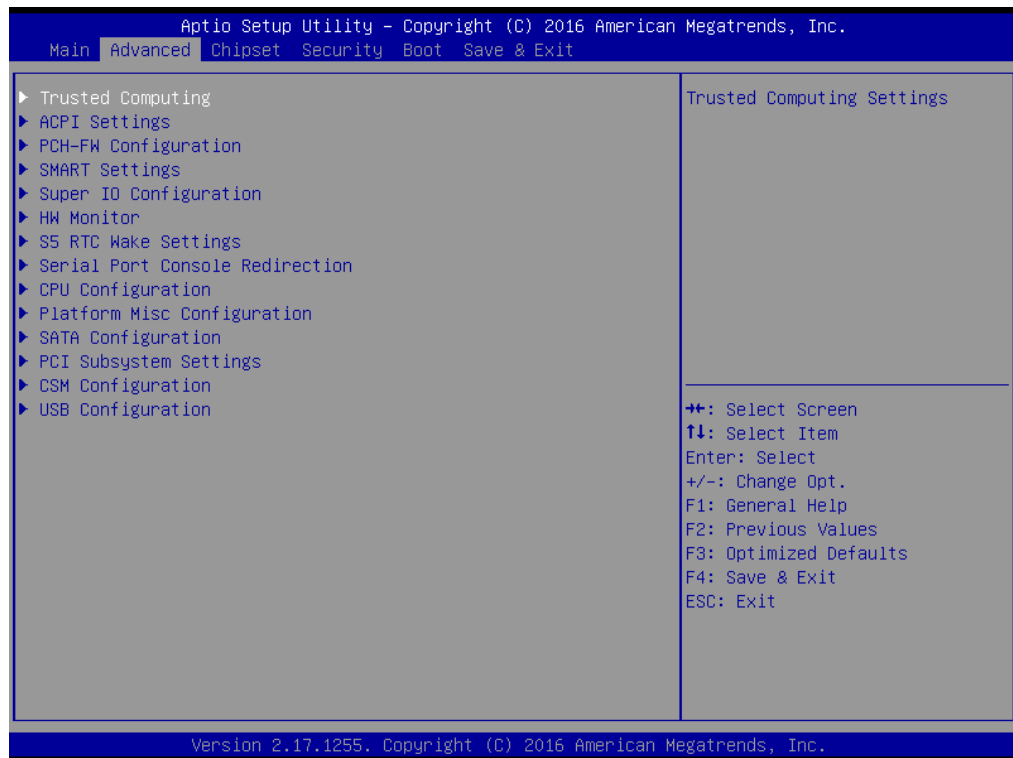 Aptio Setup Utility – Copyright (C) 2016 American Megatrends, Inc.
Main Advanced Chipset Security Boot Save & Exit
Trusted Computing
ACPI Settings
PCH-FW Configuration
SMART Settings
Super IO Configuration
HW Monitor
S5 RTC Wake Settings
Serial Port Console Redirection
CPU Configuration
Platform Misc Configuration
SATA Configuration
PCI Subsystem Settings
CSM Configuration
USB Configuration
Trusted Computing Settings
→←: Select Screen
↑↓: Select Item
Enter: Select
+/-: Change Opt.
F1: General Help
F2: Previous Values
F3: Optimized Defaults
F4: Save & Exit
ESC: Exit
Version 2.17.1255. Copyright (C) 2016 American Megatrends, Inc.